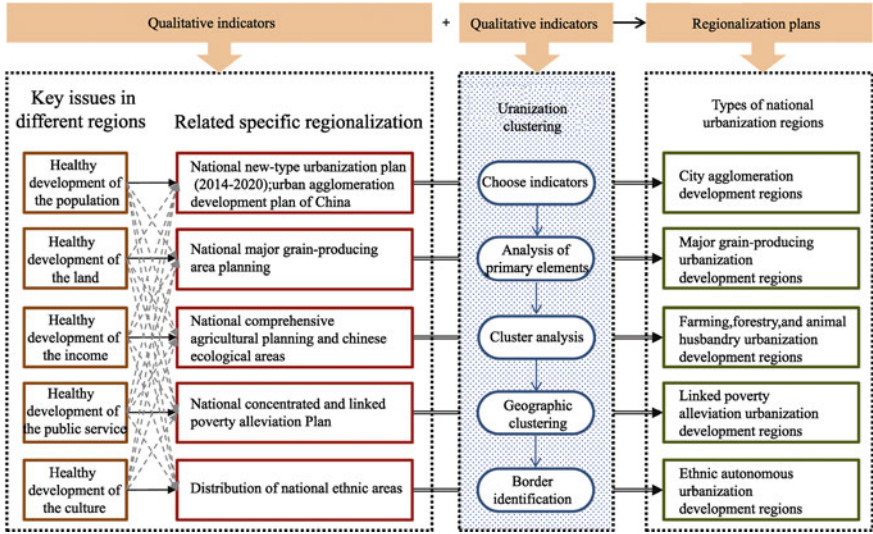 Qualitative indicators
+
Qualitative indicators
Regionalization plans
Key issues in
different regions
Related specific regionalization
Healthy
development of
the population
National new-type urbanization plan
(2014-2020);urban agglomeration
development plan of China
Healthy
development of
the land
National major grain-producing
area planning
Healthy
development of
the income
National comprehensive
agricultural planning and chinese
ecological areas
Healthy
development of
the public service
National concentrated and linked
poverty alleviation Plan
Healthy
development of
the culture
Distribution of national ethnic areas
Uranization
clustering
Choose indicators
Analysis of
primary elements
Cluster analysis
Geographic
clustering
Border
identification
Types of national
urbanization regions
City agglomeration
development regions
Major grain-producing
urbanization
development regions
Farming,forestry,and animal
husbandry urbanization
development regions
Linked poverty
alleviation urbanization
development regions
Ethnic autonomous
urbanization
development regions